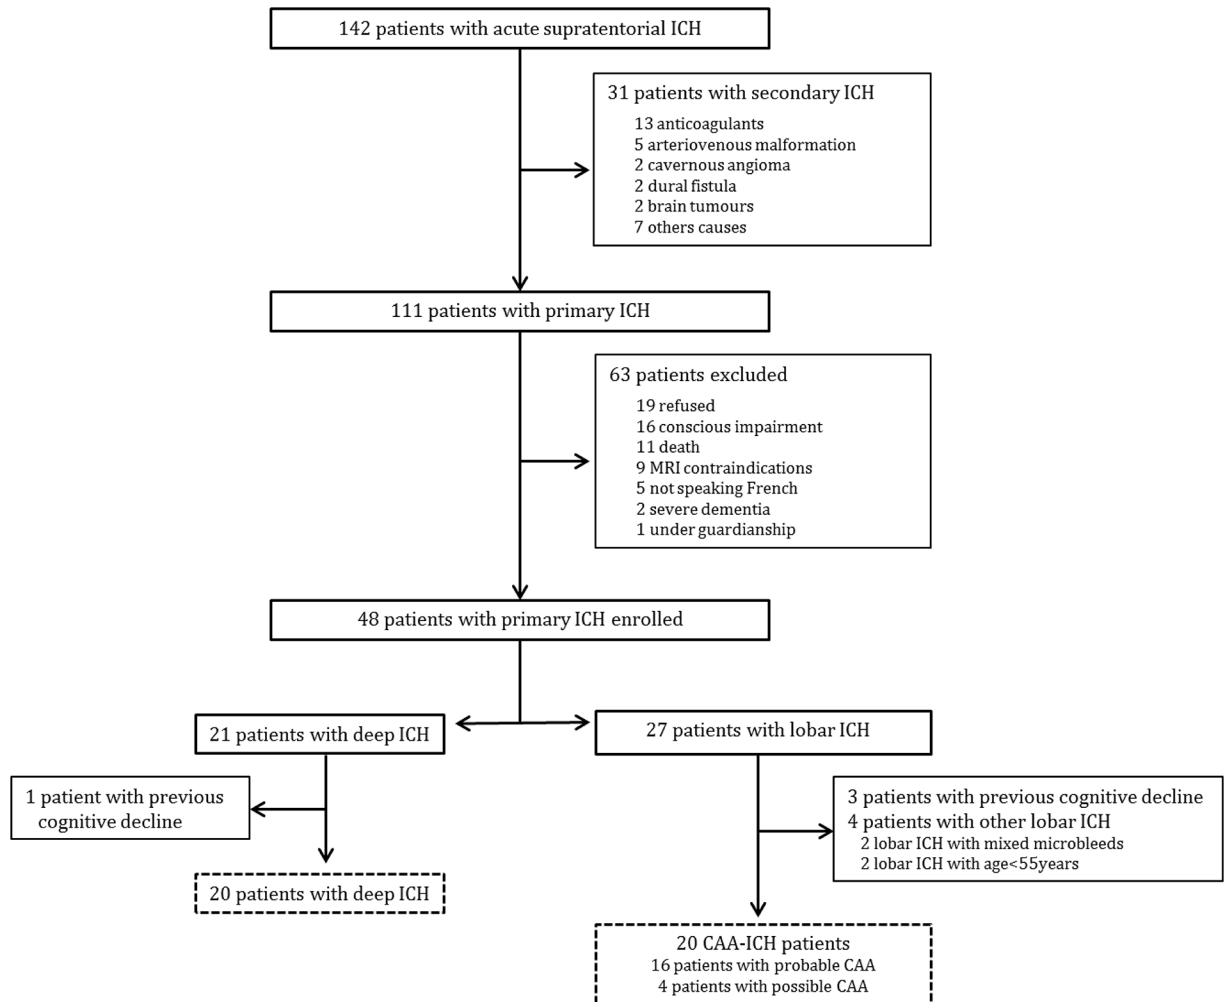 142 patients with acute supratentorial ICH
31 patients with secondary ICH
13 anticoagulants
5 arteriovenous malformation
2 cavernous angioma
2 dural fistula
2 brain tumours
7 others causes
111 patients with primary ICH
63 patients excluded
19 refused
16 conscious impairment
11 death
9 MRI contraindications
5 not speaking French
2 severe dementia
1 under guardianship
48 patients with primary ICH enrolled
21 patients with deep ICH
27 patients with lobar ICH
1 patient with previous
cognitive decline
3 patients with previous cognitive decline
4 patients with other lobar ICH
2 lobar ICH with mixed microbleeds
2 lobar ICH with age<55years
20 patients with deep ICH
20 CAA-ICH patients
16 patients with probable CAA
4 patients with possible CAA